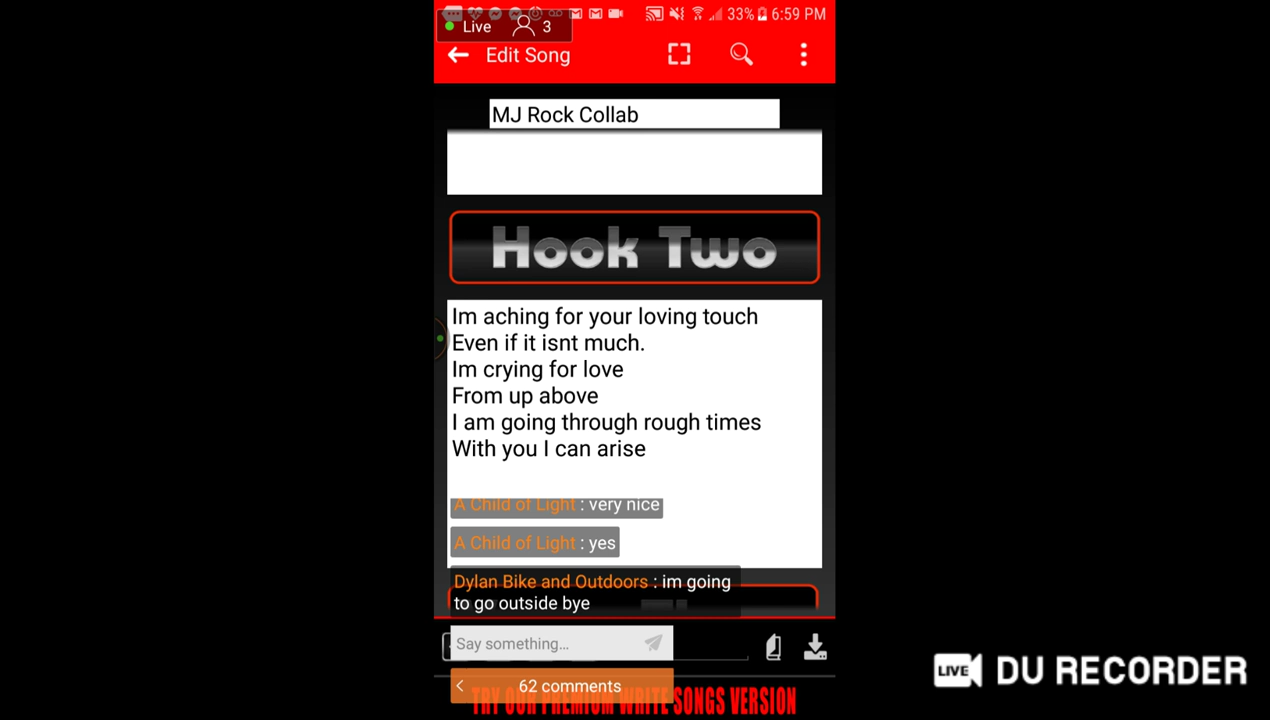 33% 6:59 PM
Live 3
Edit Song
MJ Rock Collab
Hook Two
Im aching for your loving touch
Even if it isnt much.
Im crying for love
From up above
I am going through rough times
With you I can arise
A Child of Light : very nice
A Child of Light : yes
Dylan Bike and Outdoors : im going
to go outside bye
Say something...
62 comments
TRY OUR PREMIUM WRITE SONGS VERSION
LIVE DU RECORDER